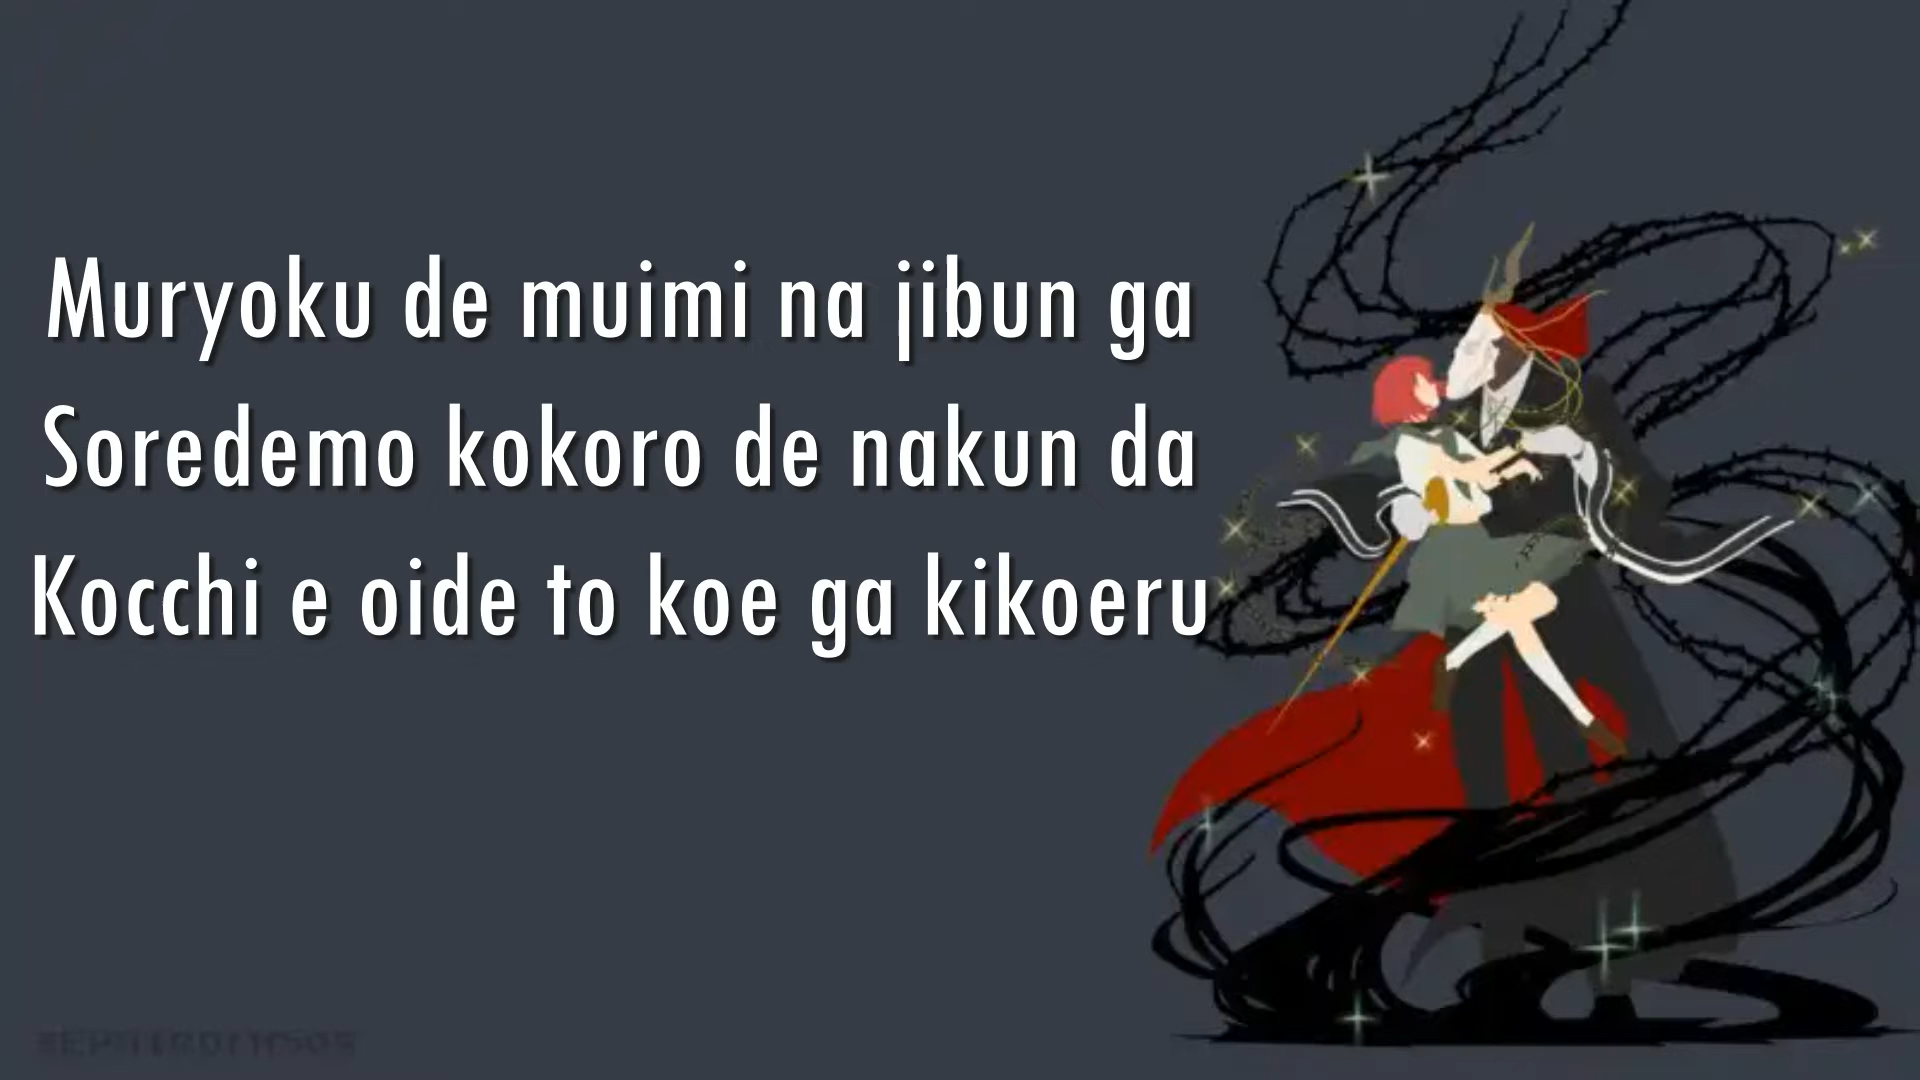 Muryoku de muimi na jibun ga
Soredemo kokoro de nakun da
Kocchi e oide to koe ga kikoeru